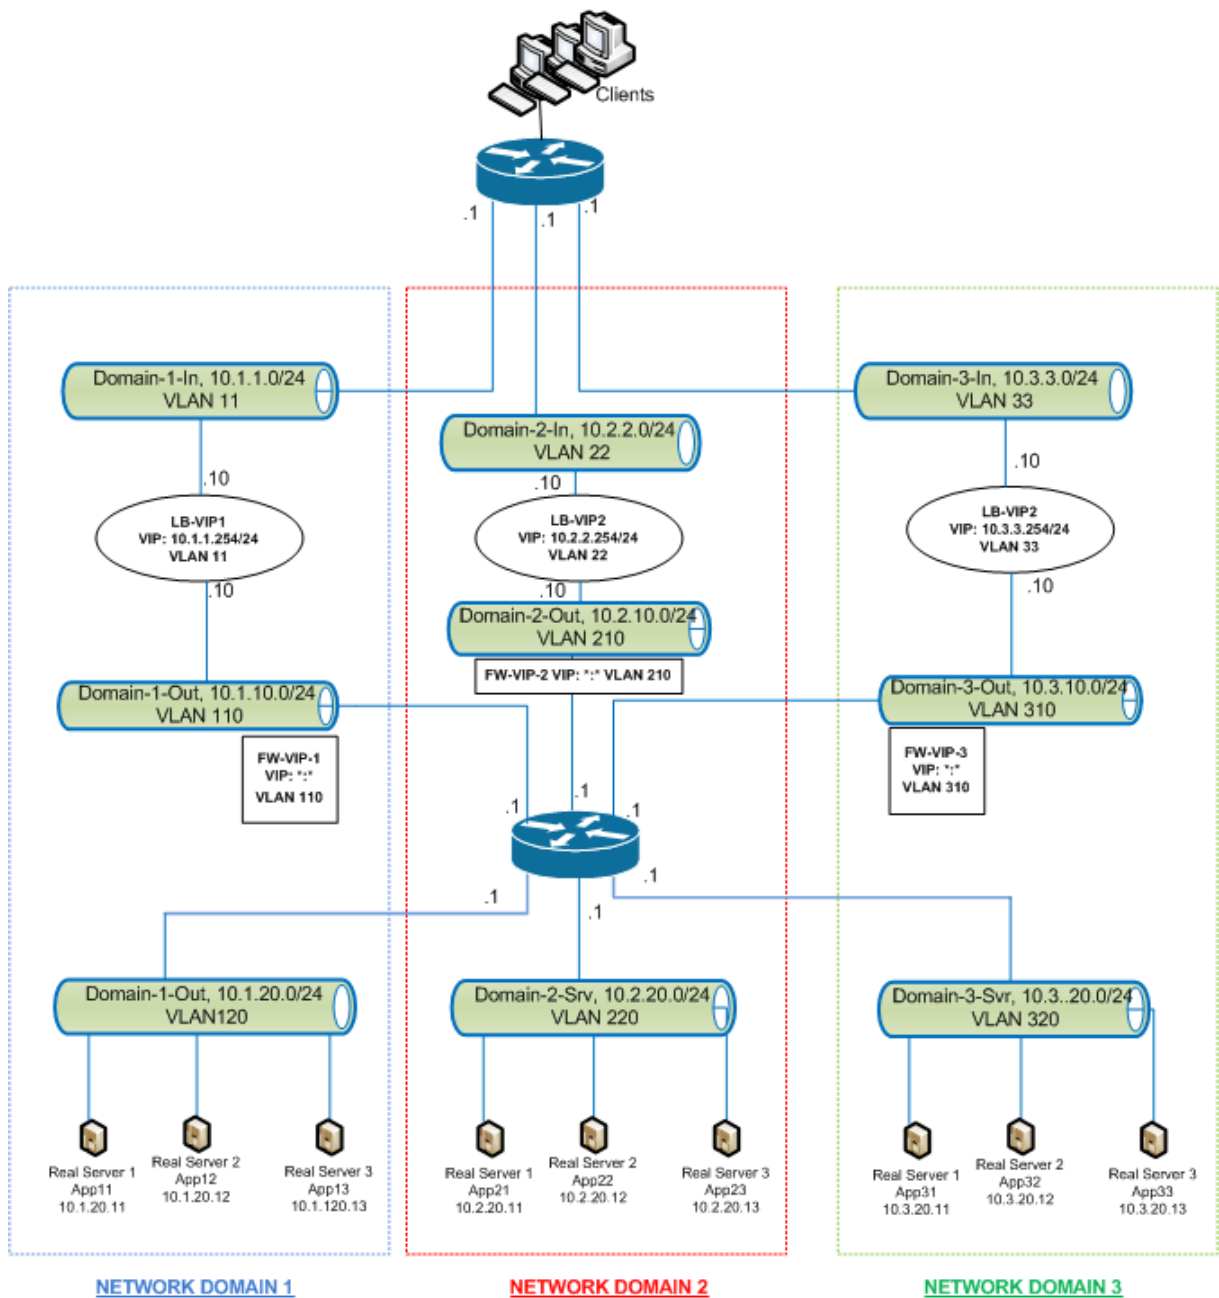 Clients
.1
.1
.1
Domain-1-In, 10.1.1.0/24
VLAN 11
Domain-2-In, 10.2.2.0/24
VLAN 22
Domain-3-In, 10.3.3.0/24
VLAN 33
.10
.10
.10
LB-VIP1
VIP: 10.1.1.254/24
VLAN 11
LB-VIP2
VIP: 10.2.2.254/24
VLAN 22
LB-VIP2
VIP: 10.3.3.254/24
VLAN 33
.10
.10
.10
Domain-1-Out, 10.1.10.0/24
VLAN 110
Domain-2-Out, 10.2.10.0/24
VLAN 210
Domain-3-Out, 10.3.10.0/24
VLAN 310
FW-VIP-1
VIP: *:*
VLAN 110
FW-VIP-2 VIP: *:* VLAN 210
FW-VIP-3
VIP: *:*
VLAN 310
.1
.1
.1
.1
.1
.1
Domain-1-Out, 10.1.20.0/24
VLAN120
Domain-2-Srv, 10.2.20.0/24
VLAN 220
Domain-3-Svr, 10.3..20.0/24
VLAN 320
Real Server 1
App11
10.1.20.11
Real Server 2
App12
10.1.20.12
Real Server 3
App13
10.1.120.13
Real Server 1
App21
10.2.20.11
Real Server 2
App22
10.2.20.12
Real Server 3
App23
10.2.20.13
Real Server 1
App31
10.3.20.11
Real Server 2
App32
10.3.20.12
Real Server 3
App33
10.3.20.13
NETWORK DOMAIN 1
NETWORK DOMAIN 2
NETWORK DOMAIN 3